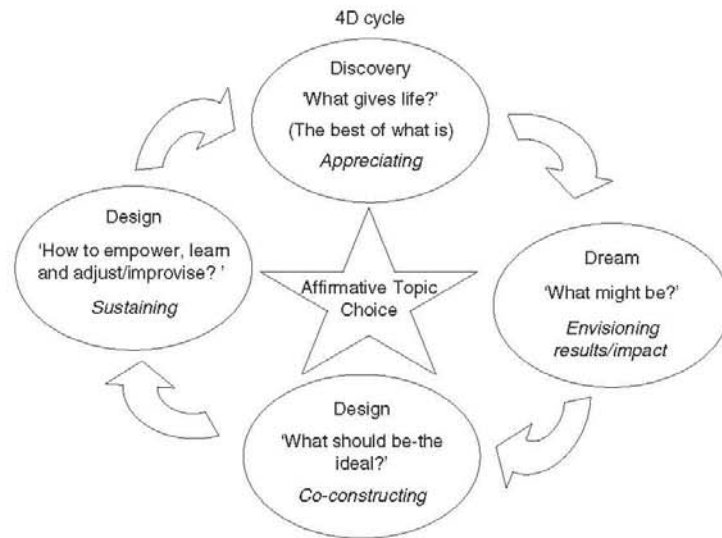 4D cycle
Discovery
'What gives life?'
(The best of what is)
Appreciating
Dream
'What might be?'
Envisioning
results/impact
Design
'What should be-the
ideal?'
Co-constructing
Design
'How to empower, learn
and adjust/improvise? '
Sustaining
Affirmative Topic
Choice